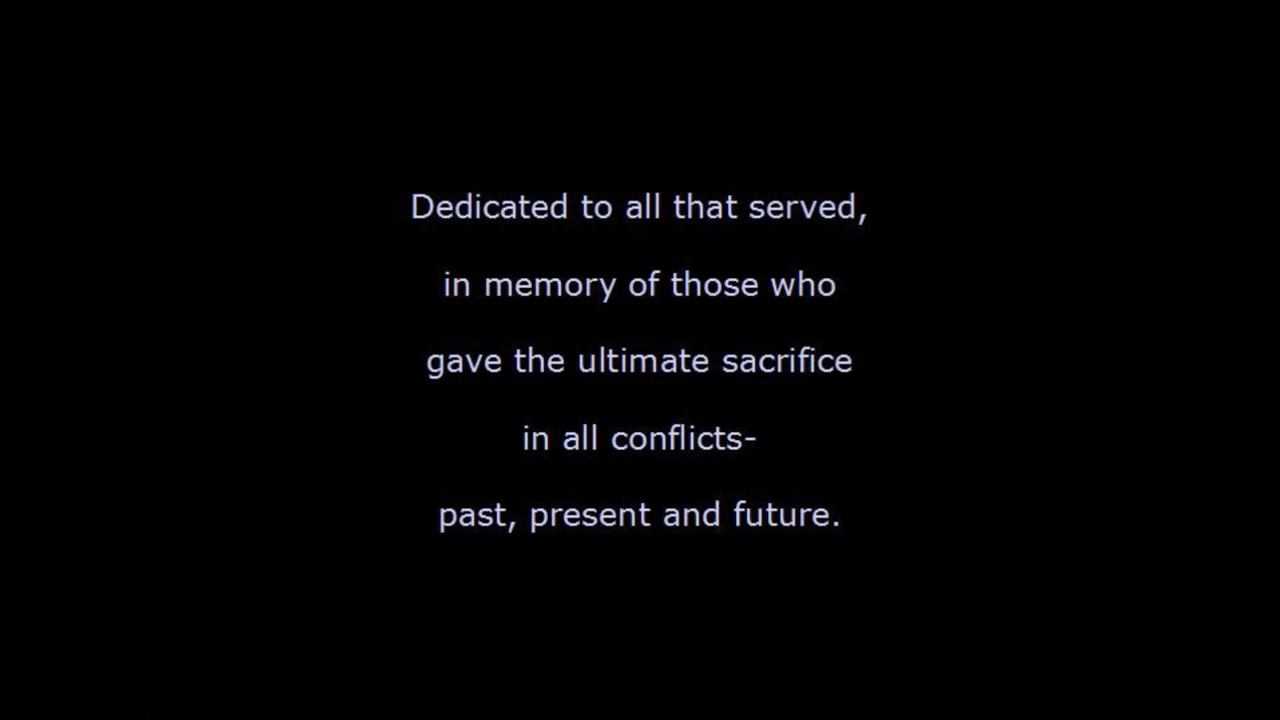 Dedicated to all that served,
in memory of those who
gave the ultimate sacrifice
in all conflicts-
past, present and future.